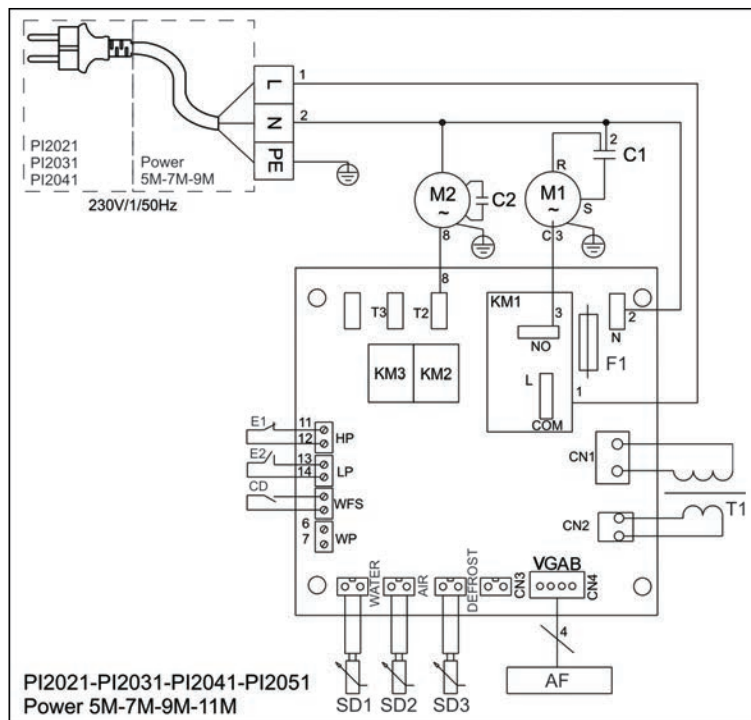 L
1
N
2
PE
PI2021
PI2031
PI2041
Power
5M-7M-9M
230V/1/50Hz
M2
~
C2
8
R
2
C1
M1
~
S
C 3
8
T3
T2
KM1
3
NO
L
COM
F1
N
2
1
KM3
KM2
E1
11
12
HP
E2
13
14
LP
CD
WFS
6
7
WP
CN1
T1
CN2
WATER
AIR
DEFROST
CN3
VGAB
CN4
4
AF
SD1
SD2
SD3
PI2021-PI2031-PI2041-PI2051
Power 5M-7M-9M-11M